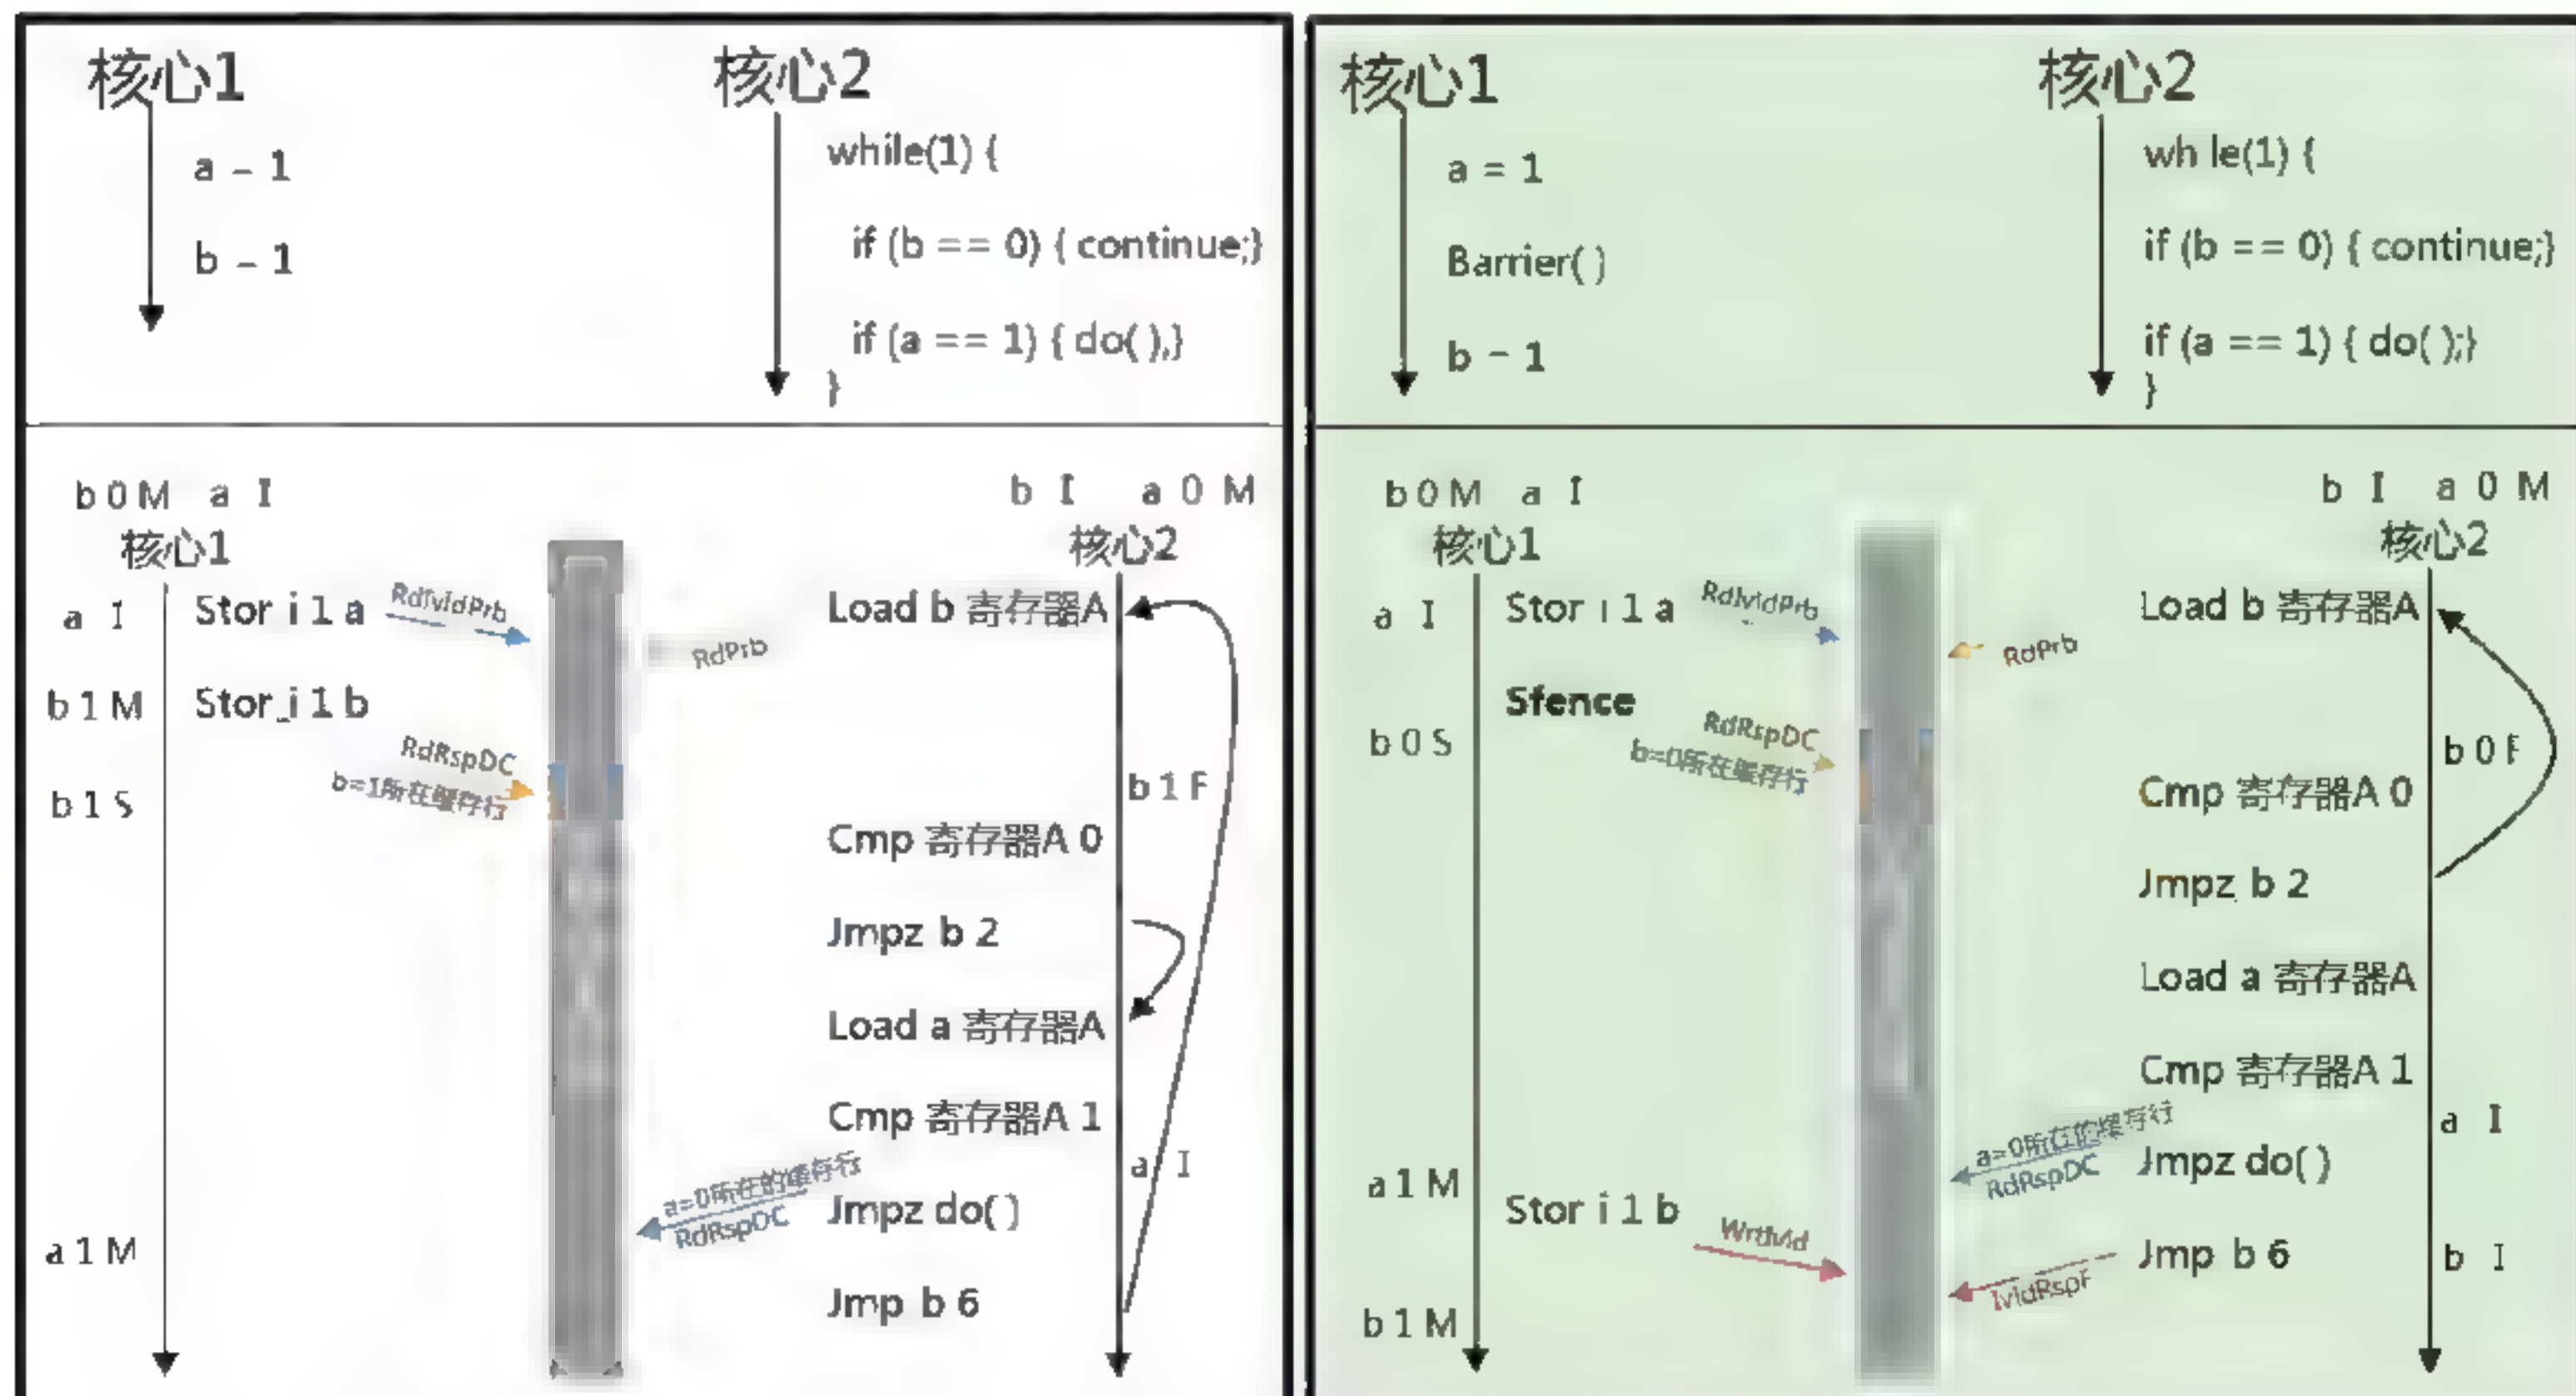 核心1
a - 1
b - 1
核心2
while(1) {
if (b == 0) { continue;}
if (a == 1) { do( ),}
}
b 0 M a I
核心1
a I
Stor i 1 a
RdIvldPrb
b 1 M
Stor_i 1 b
RdRspDC
b=1所在缓存行
b 1 S
a 1 M
b I a 0 M
核心2
Load b 寄存器A
RdPrb
b 1 F
Cmp 寄存器A 0
Jmpz b 2
Load a 寄存器A
Cmp 寄存器A 1
a I
a=0所在的缓存行
RdRspDC
Jmpz do( )
Jmp b 6
核心1
a = 1
Barrier( )
b - 1
核心2
wh le(1) {
if (b == 0) { continue;}
if (a == 1) { do( );}
}
b 0 M a I
核心1
a I
Stor i 1 a
RdIvldPrb
Sfence
b 0 S
RdRspDC
b=0所在缓存行
a 1 M
Stor i 1 b
WrtIvld
b 1 M
b I a 0 M
核心2
Load b 寄存器A
RdPrb
b 0 F
Cmp 寄存器A 0
Jmpz b 2
Load a 寄存器A
Cmp 寄存器A 1
a I
a=0所在的缓存行
RdRspDC
Jmpz do( )
Jmp b 6
b I
IvldRspF